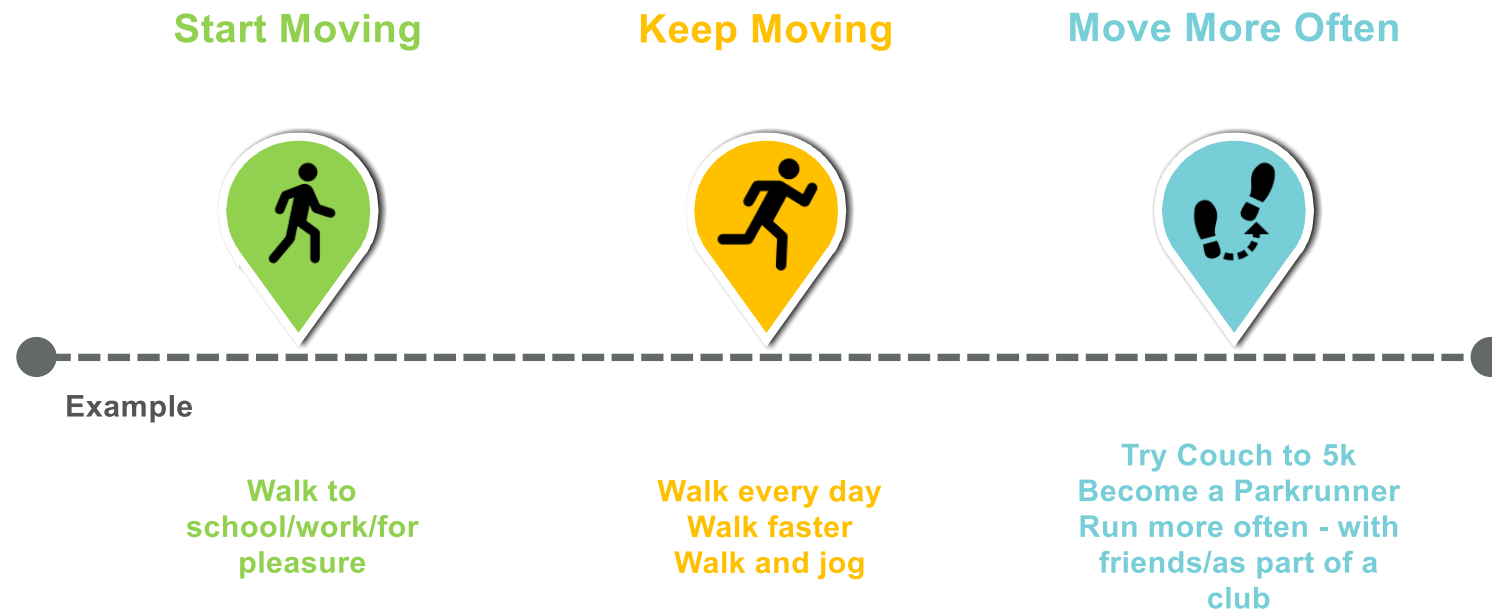 Start Moving
Keep Moving
Move More Often
Example
Walk to
school/work/for
pleasure
Walk every day
Walk faster
Walk and jog
Try Couch to 5k
Become a Parkrunner
Run more often - with
friends/as part of a
club